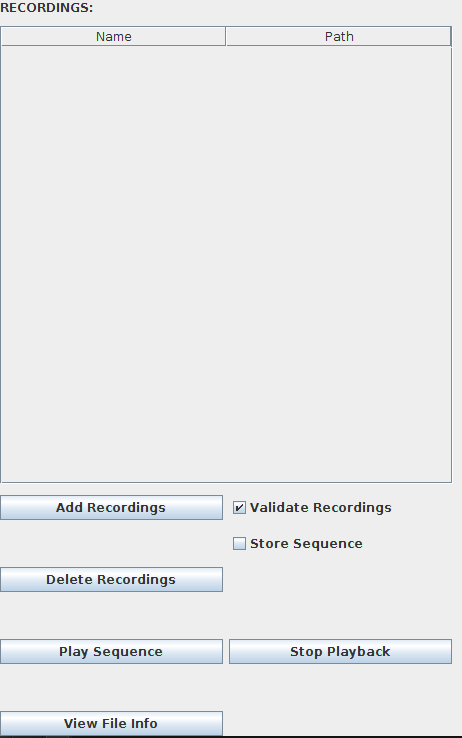 RECORDINGS:
Name Path
Add Recordings Validate Recordings
Store Sequence
Delete Recordings
Play Sequence Stop Playback
View File Info